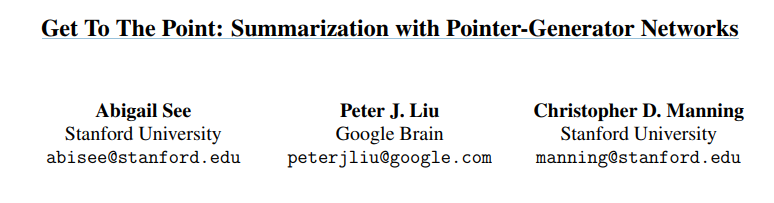 Get To The Point: Summarization with Pointer-Generator Networks
Abigail See
Stanford University
abisee@stanford.edu
Peter J. Liu
Google Brain
peterjliu@google.com
Christopher D. Manning
Stanford University
manning@stanford.edu